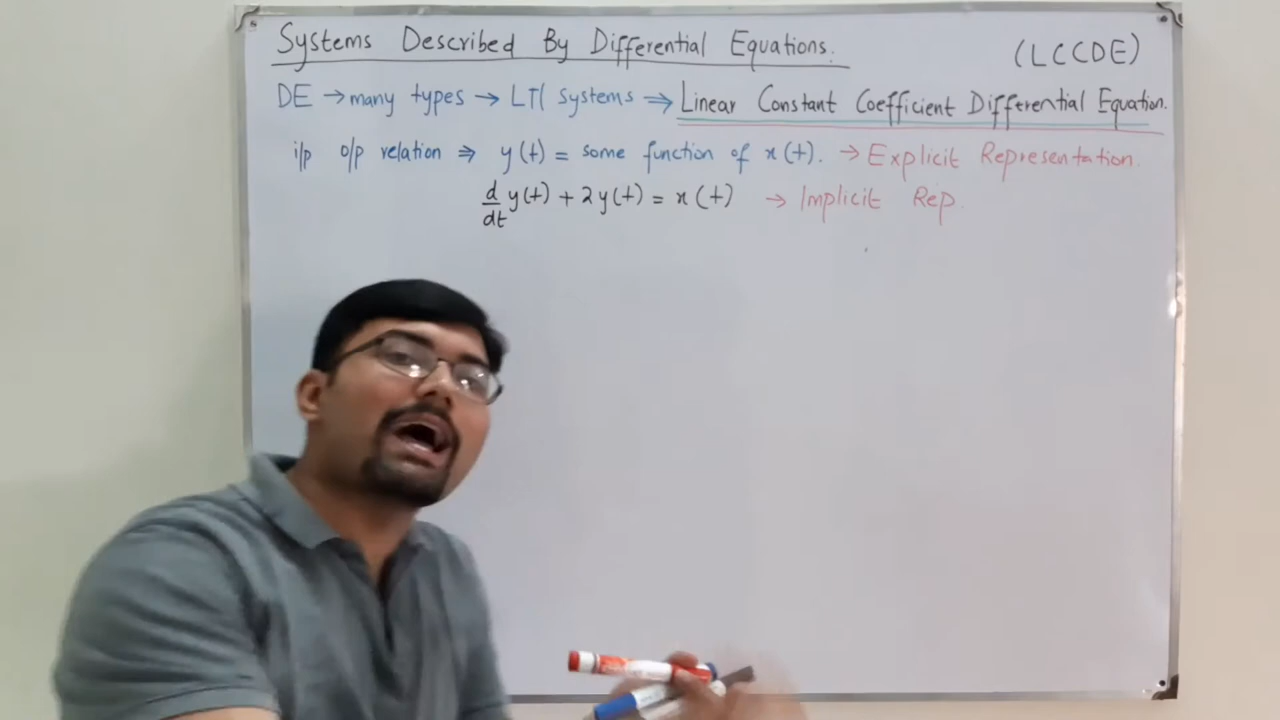 Systems Described By Differential Equations. (LCCDE)
DE → many types → LTI systems ⇒ Linear Constant Coefficient Differential Equation.
i/p o/p relation ⇒ y(t) = some function of x(t). → Explicit Representation.
d/dt y(t) + 2y(t) = x(t) → Implicit Rep.